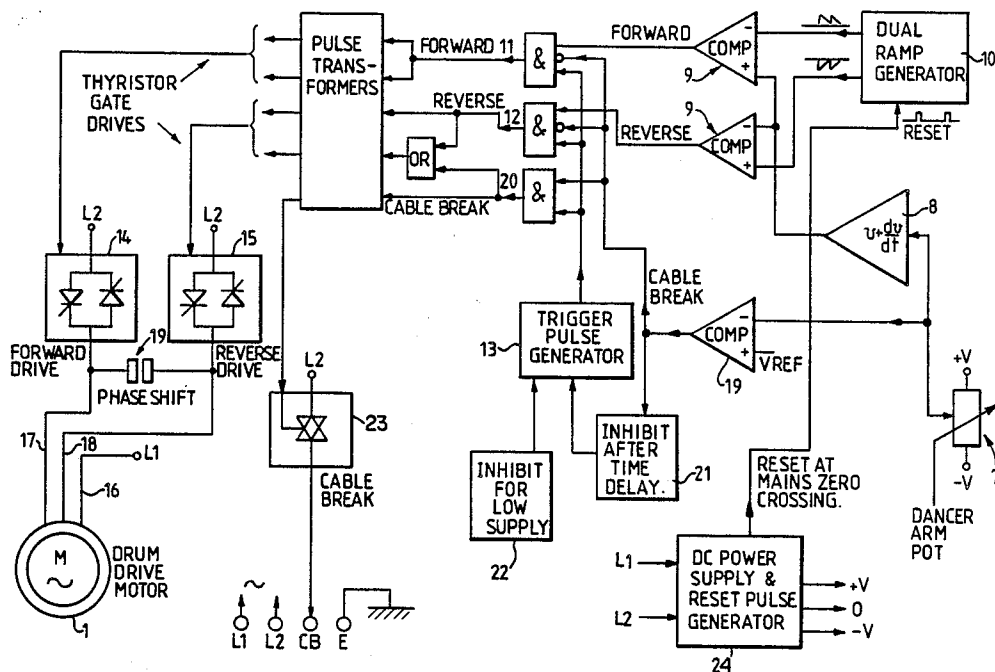 THYRISTOR
GATE
DRIVES
PULSE
TRANS-
FORMERS
FORWARD 11
&
REVERSE
12
&
OR
20
&
CABLE BREAK
FORWARD
COMP
-
+
9
9
REVERSE
COMP
-
+
DUAL
RAMP
GENERATOR
10
RESET
8
v+dv
dt
L2
14
L2
15
FORWARD
DRIVE
19
REVERSE
DRIVE
PHASE SHIFT
17
18
L1
16
M
~
DRUM
DRIVE
MOTOR
1
L2
23
CABLE
BREAK
~
L1
L2
CB
E
13
TRIGGER
PULSE
GENERATOR
CABLE
BREAK
COMP
-
+
VREF
19
INHIBIT
FOR
LOW
SUPPLY
22
INHIBIT
AFTER
TIME
DELAY.
21
RESET AT
MAINS ZERO
CROSSING.
+V
-V
7
DANCER
ARM
POT
L1
L2
DC POWER
SUPPLY &
RESET PULSE
GENERATOR
+V
0
-V
24